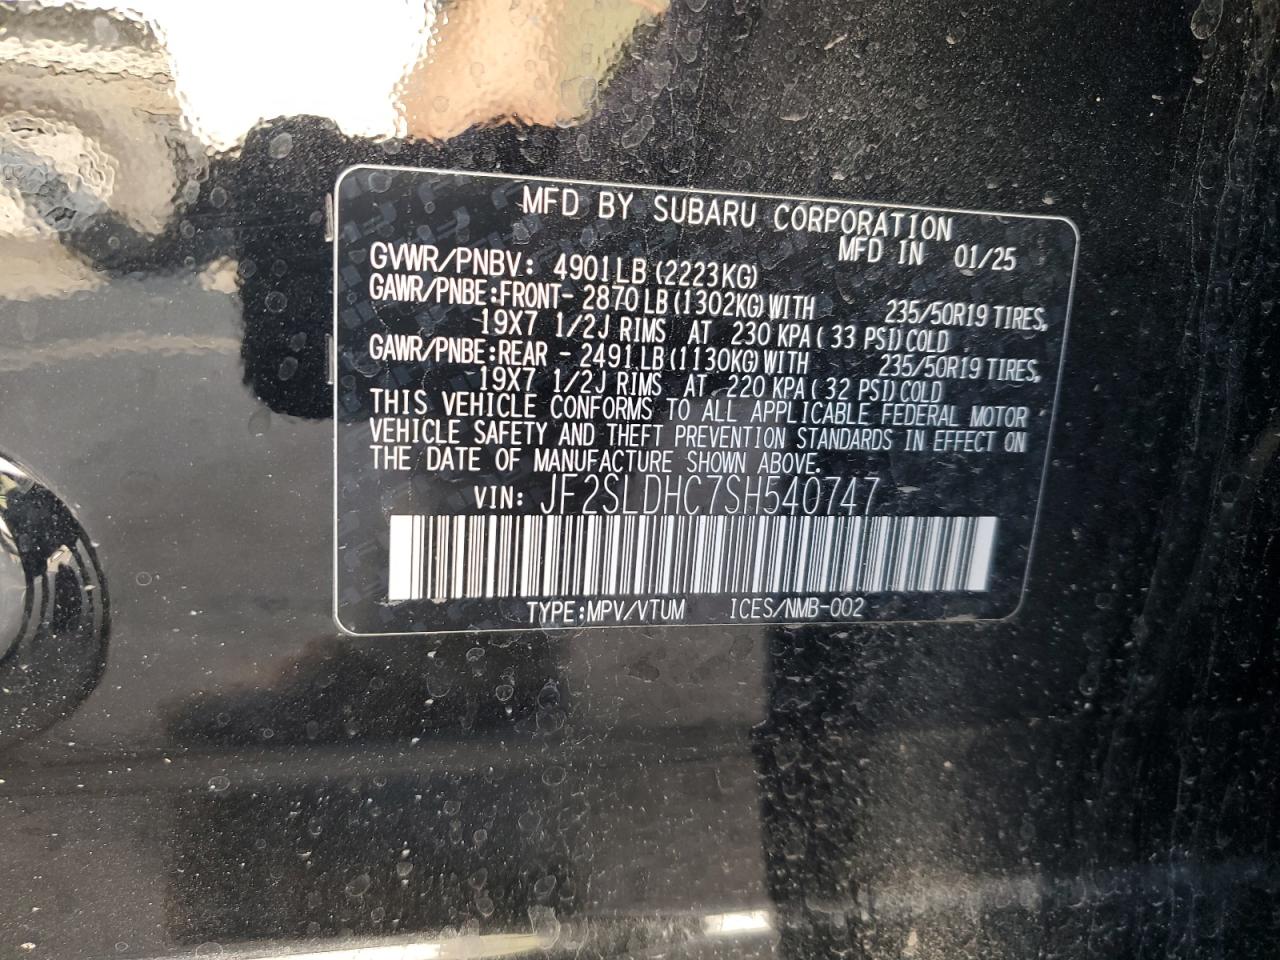 MFD BY SUBARU CORPORATION
MFD IN 01/25
GVWR/PNBV: 4901LB (2223KG)
GAWR/PNBE:FRONT- 2870LB(1302KG)WITH 235/50R19 TIRES,
19X7 1/2J RIMS AT 230 KPA( 33 PSI)COLD
GAWR/PNBE:REAR - 2491LB(1130KG)WITH 235/50R19 TIRES,
19X7 1/2J RIMS AT 220 KPA( 32 PSI)COLD
THIS VEHICLE CONFORMS TO ALL APPLICABLE FEDERAL MOTOR
VEHICLE SAFETY AND THEFT PREVENTION STANDARDS IN EFFECT ON
THE DATE OF MANUFACTURE SHOWN ABOVE.
VIN: JF2SLDHC7SH540747
TYPE:MPV/VTUM ICES/NMB-002